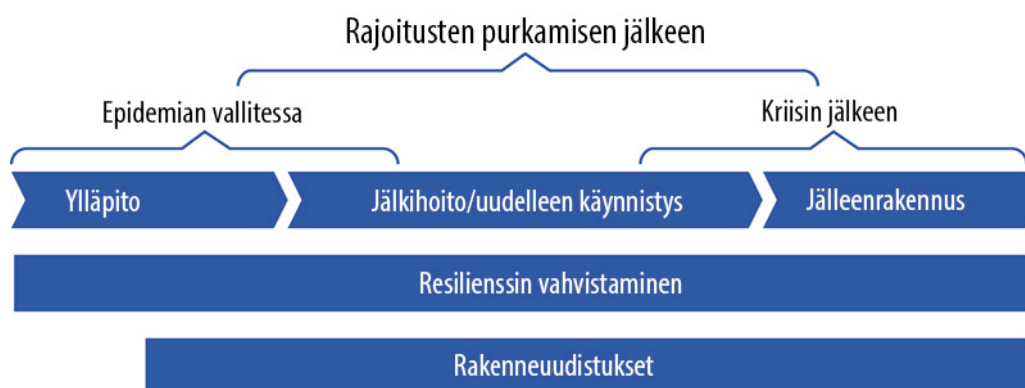 Rajoitusten purkamisen jälkeen
Epidemian vallitessa
Kriisin jälkeen
Ylläpito
Jälkihoito/uudelleen käynnistys
Jälleenrakennus
Resilienssin vahvistaminen
Rakenneuudistukset